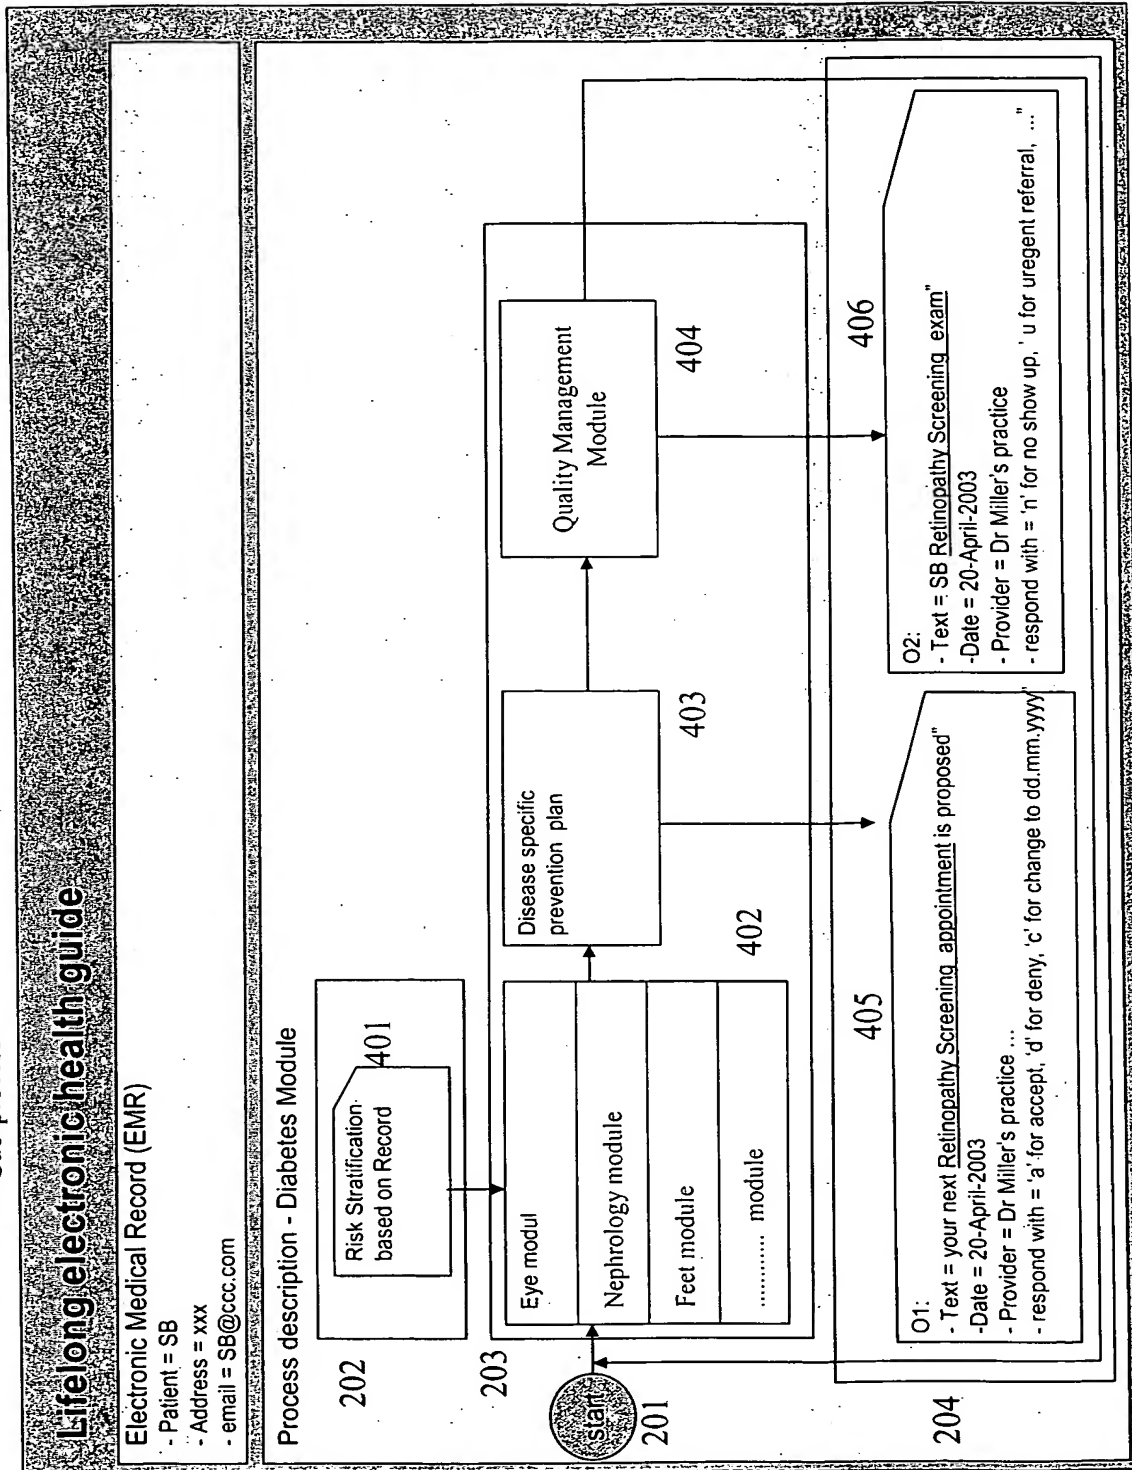 Lifelong electronic health guide
Electronic Medical Record (EMR)
- Patient = SB
- Address = xxx
- email = SB@ccc.com
Process description - Diabetes Module
202
Risk Stratification
based on Record
401
203
start
201
Eye modul
Nephrology module
Feet module
........... module
402
Disease specific
prevention plan
403
Quality Management
Module
404
204
405
O1:
- Text = your next Retinopathy Screening appointment is proposed"
-Date = 20-April-2003
- Provider = Dr Miller's practice ...
- respond with = 'a' for accept, 'd' for deny, 'c' for change to dd.mm.yyyy'
406
O2:
- Text = SB Retinopathy Screening exam"
-Date = 20-April-2003
- Provider = Dr Miller's practice
- respond with = 'n' for no show up, ' u for uregent referral, ..."